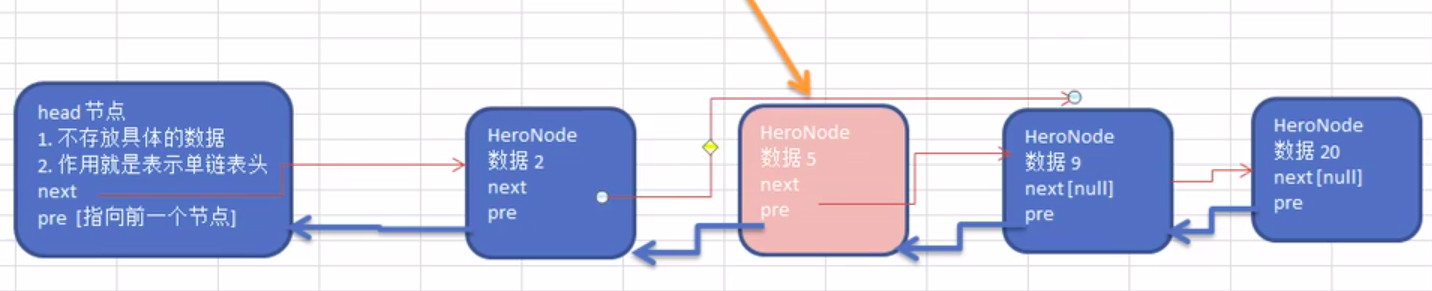 head 节点
1. 不存放具体的数据
2. 作用就是表示单链表头
next
pre [指向前一个节点]
HeroNode
数据 2
next
pre
HeroNode
数据 5
next
pre
HeroNode
数据 9
next [null]
pre
HeroNode
数据 20
next [null]
pre